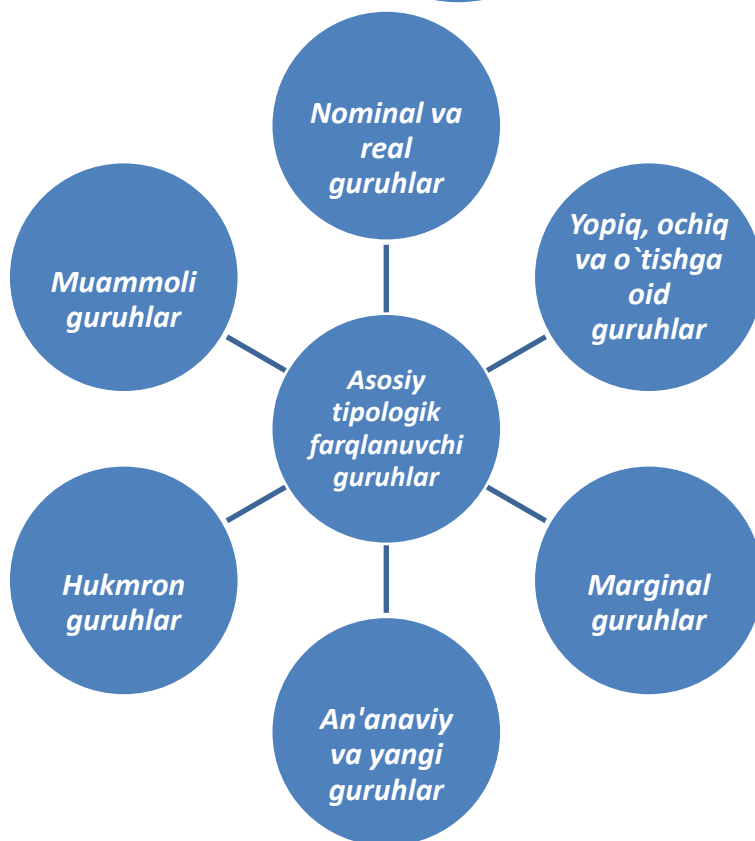 Nominal va
real
guruhlar
Yopiq, ochiq
va o`tishga
oid
guruhlar
Muammoli
guruhlar
Asosiy
tipologik
farqlanuvchi
guruhlar
Hukmron
guruhlar
Marginal
guruhlar
An'anaviy
va yangi
guruhlar